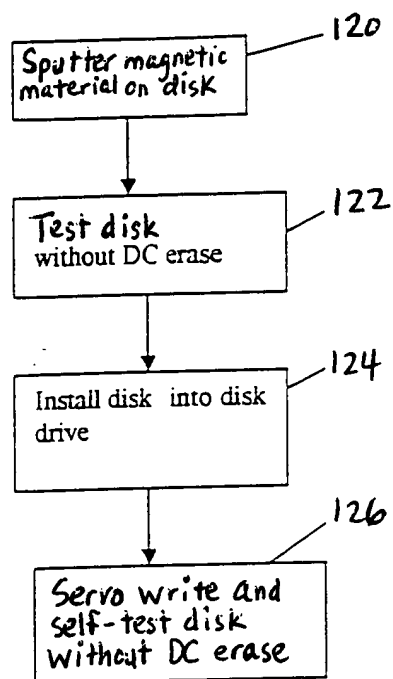 120
Sputter magnetic
material on disk
122
Test disk
without DC erase
124
Install disk into disk
drive
126
Servo write and
self-test disk
without DC erase